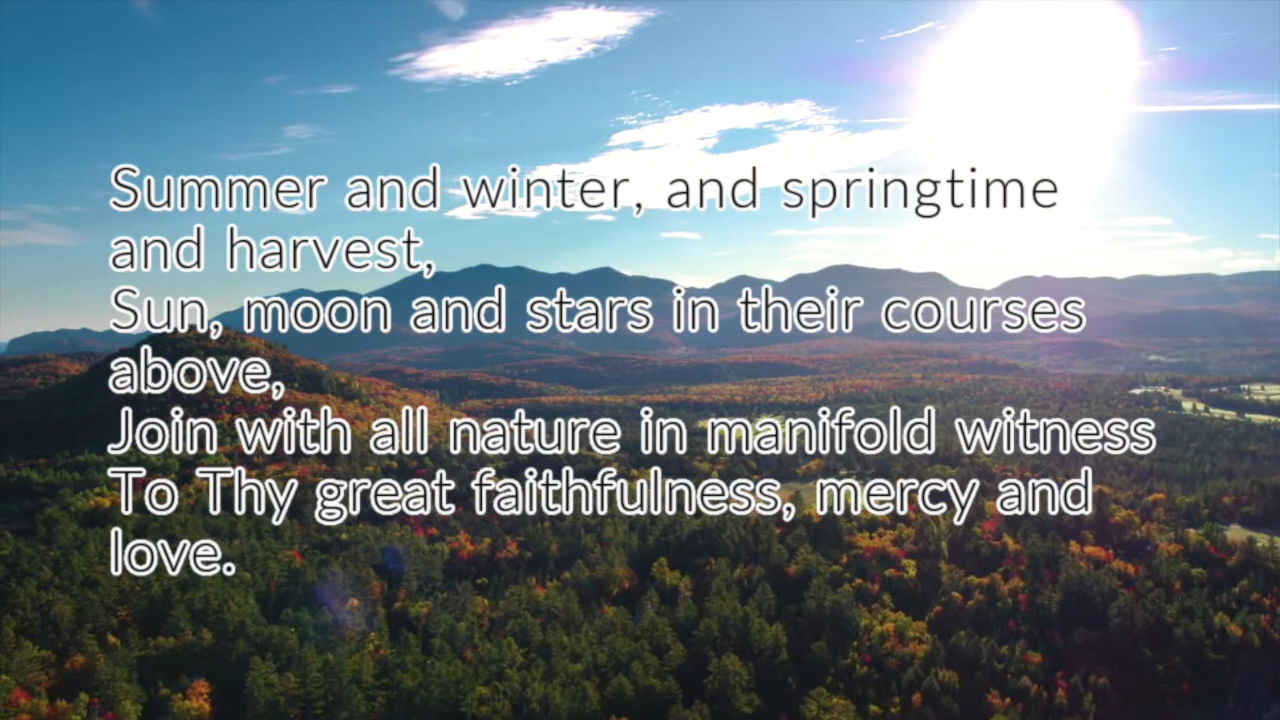 Summer and winter, and springtime
and harvest,
Sun, moon and stars in their courses
above,
Join with all nature in manifold witness
To Thy great faithfulness, mercy and
love.